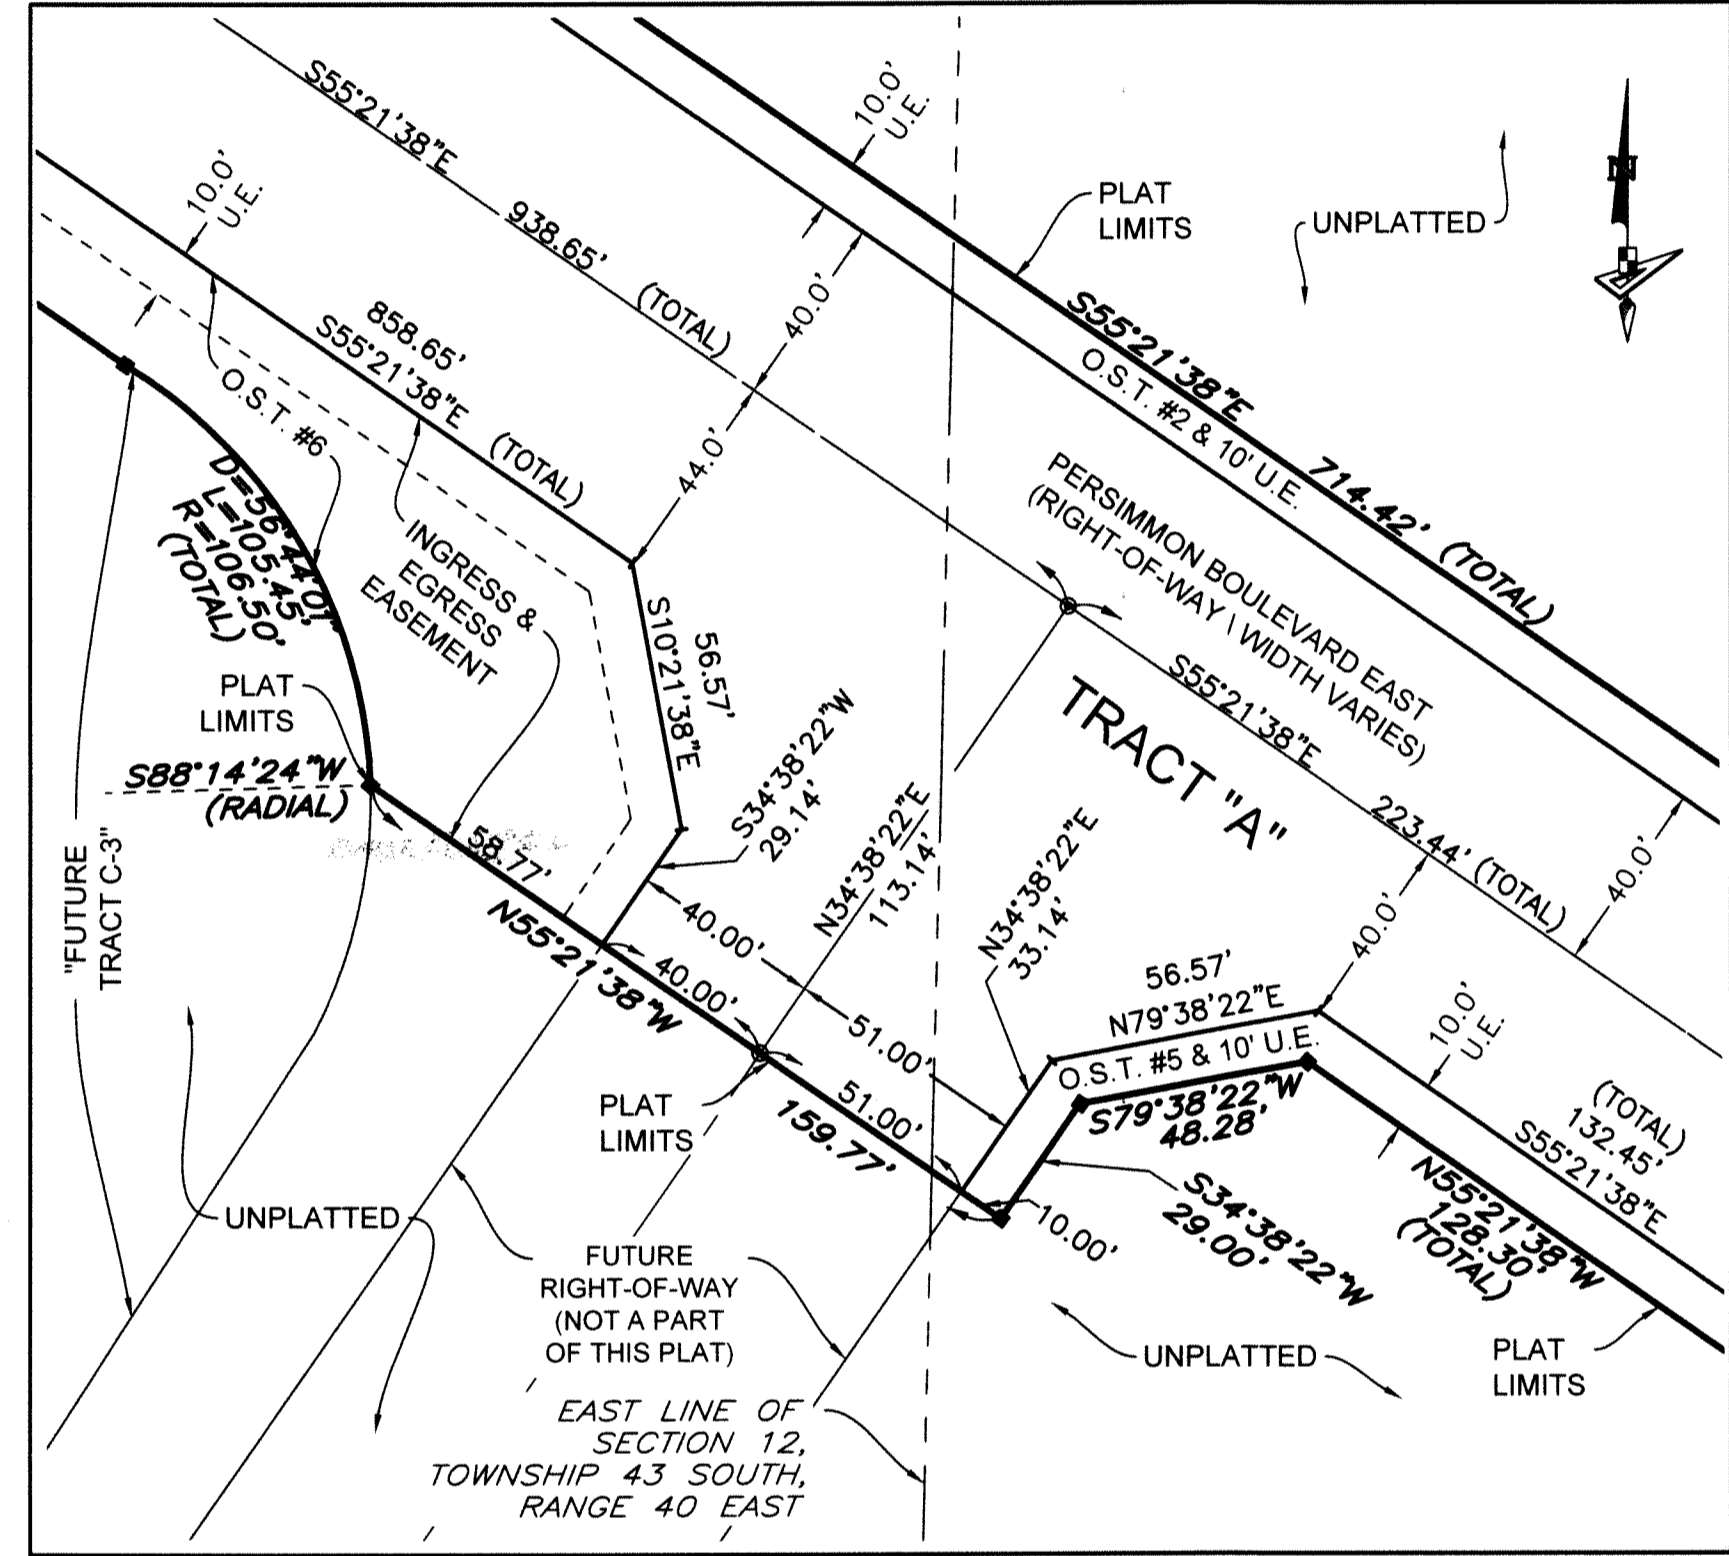 S55°21'38"E
938.65'
(TOTAL)
10.0'
U.E.
PLAT
LIMITS
UNPLATTED
N
10.0'
U.E.
858.65'
S55°21'38"E
(TOTAL)
40.0'
44.0'
S55°21'38"E
714.42' (TOTAL)
O.S.T. #2 & 10' U.E.
O.S.T. #6
D=56°44'01"
L=105.45'
R=106.50'
(TOTAL)
INGRESS &
EGRESS
EASEMENT
PERSIMMON BOULEVARD EAST
(RIGHT-OF-WAY \ WIDTH VARIES)
TRACT "A"
S55°21'38"E
223.44' (TOTAL)
40.0'
40.0'
56.57'
S10°21'38"E
PLAT
LIMITS
S88°14'24"W
(RADIAL)
S34°38'22"W
29.14'
N34°38'22"E
113.14'
N34°38'22"E
33.14'
"FUTURE
TRACT C-3"
58.77'
N55°21'38"W
159.77'
40.00'
40.00'
51.00'
51.00'
56.57'
N79°38'22"E
O.S.T. #5 & 10' U.E.
S79°38'22"W
48.28'
10.0'
U.E.
(TOTAL)
132.45'
S55°21'38"E
N55°21'38"W
128.30'
(TOTAL)
S34°38'22"W
29.00'
10.00'
PLAT
LIMITS
UNPLATTED
FUTURE
RIGHT-OF-WAY
(NOT A PART
OF THIS PLAT)
UNPLATTED
PLAT
LIMITS
EAST LINE OF
SECTION 12,
TOWNSHIP 43 SOUTH,
RANGE 40 EAST